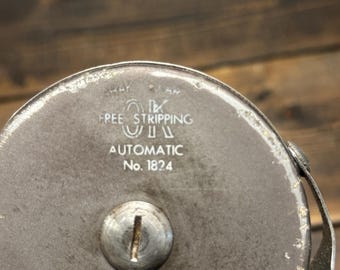 OK
FREE STRIPPING
AUTOMATIC
No. 1824